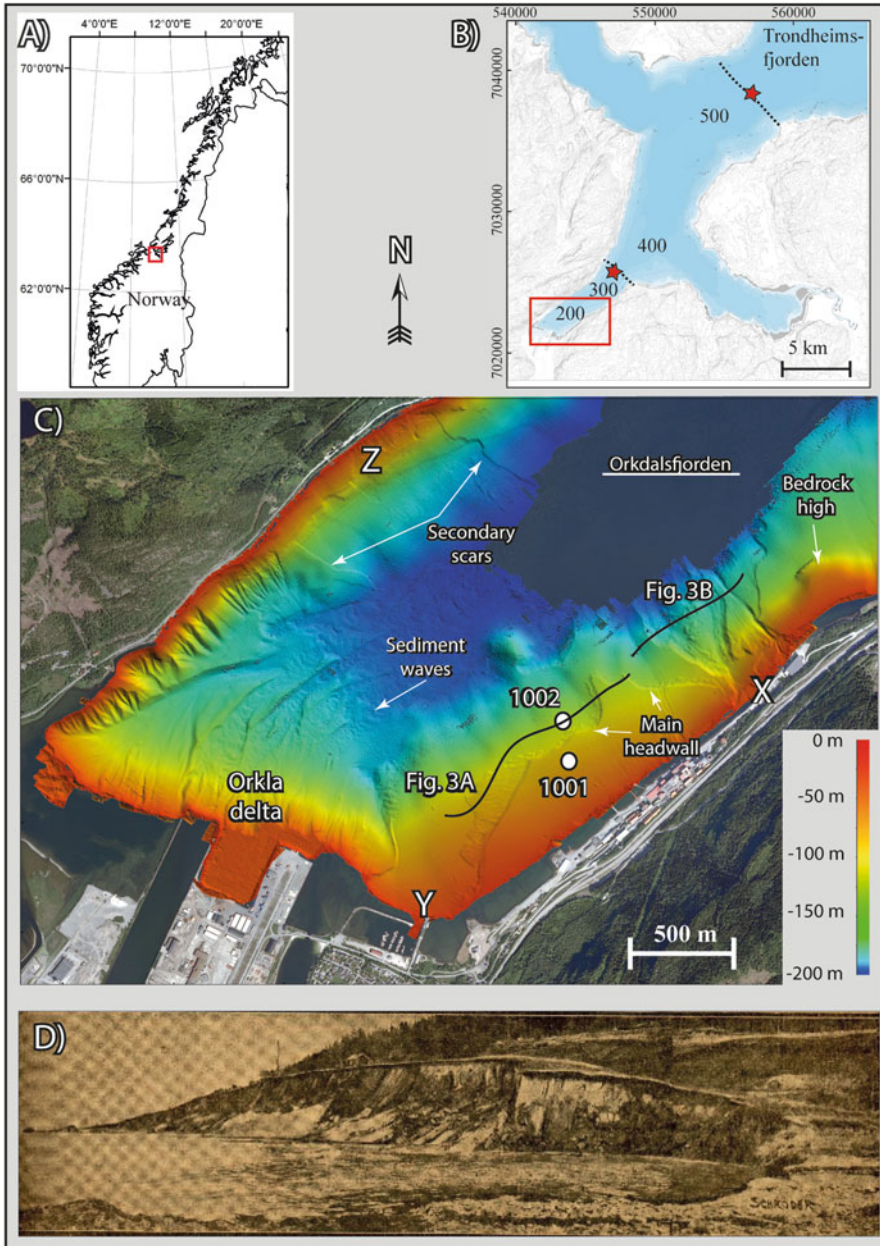 A)
4°0'0"E
12°0'0"E
20°0'0"E
70°0'0"N
66°0'0"N
62°0'0"N
Norway
N
B)
540000
550000
560000
7040000
7030000
7020000
Trondheims-
fjorden
500
400
300
200
5 km
C)
Z
Orkdalsfjorden
Bedrock
high
Secondary
scars
Fig. 3B
Sediment
waves
1002
X
Main
headwall
Fig. 3A
1001
Orkla
delta
Y
500 m
0 m
-50 m
-100 m
-150 m
-200 m
D)
SCHRØDER